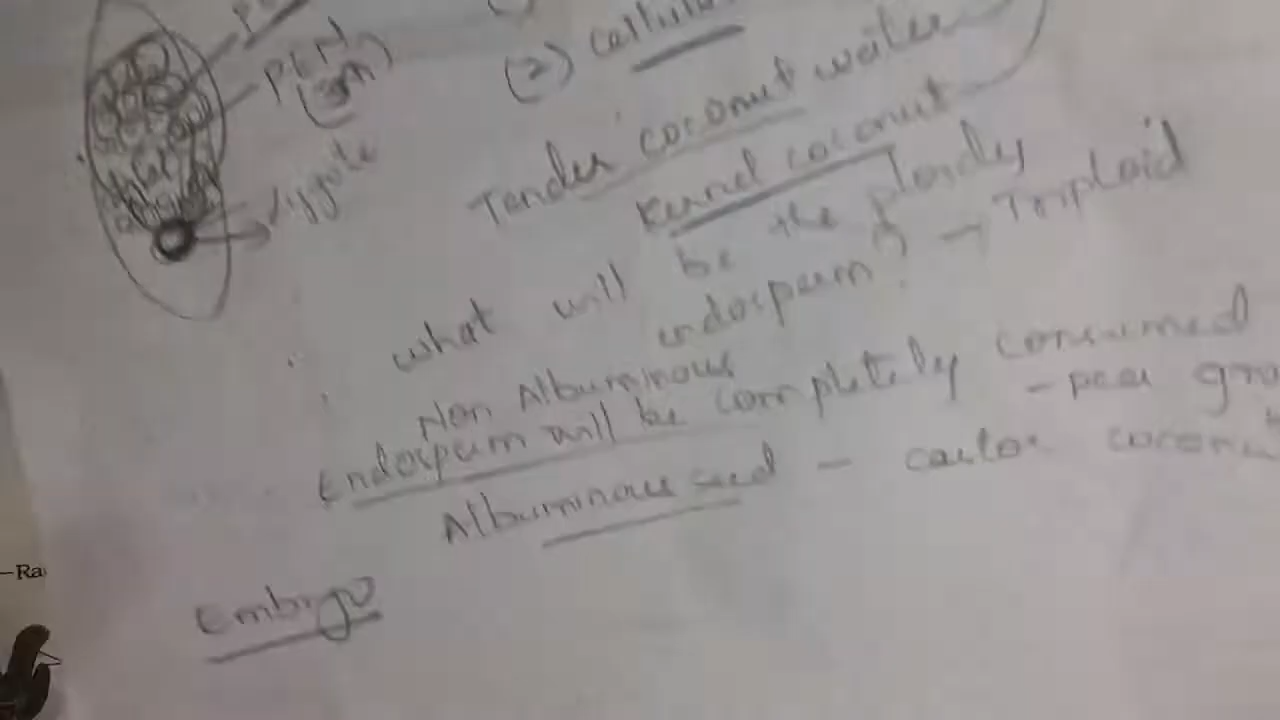 PEN
(3n)
Zygote
(2) cellular
Tender coconut water
Kernel coconut
what will be the ploidy
endosperm? → Triploid
Non Albuminous
Endosperm will be completely consumed
- pea
Albuminous seed - castor coconut
Embryo